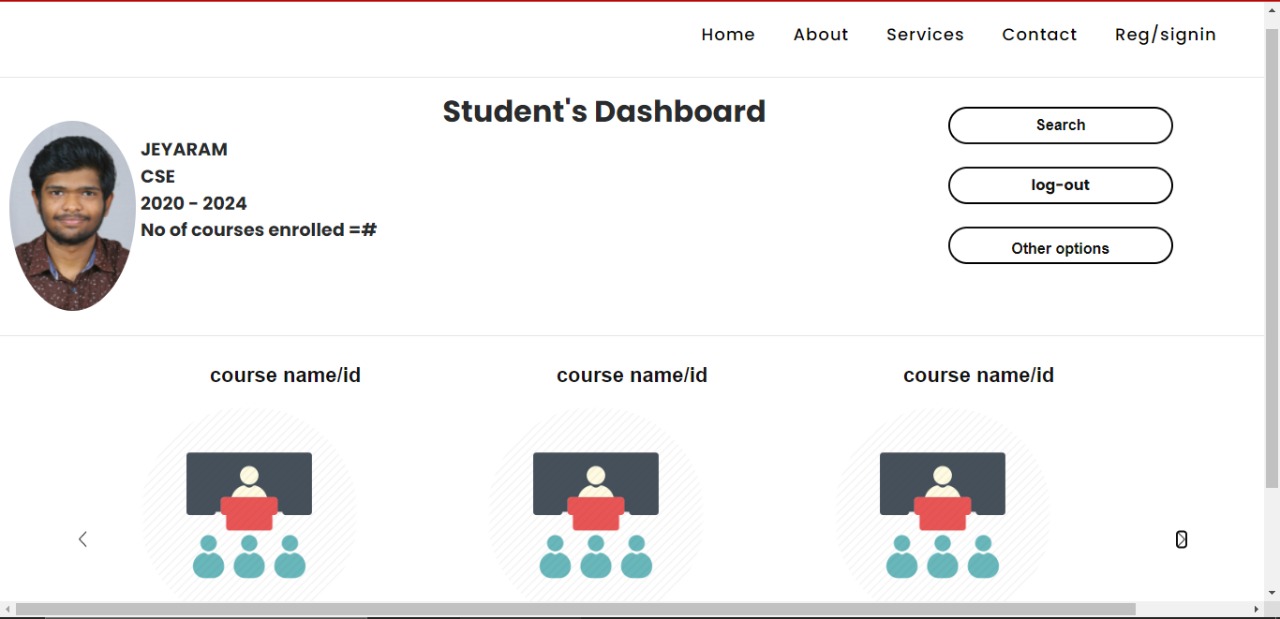 Home About Services Contact Reg/signin
Student's Dashboard
JEYARAM
CSE
2020 - 2024
No of courses enrolled =#
Search
log-out
Other options
course name/id course name/id course name/id